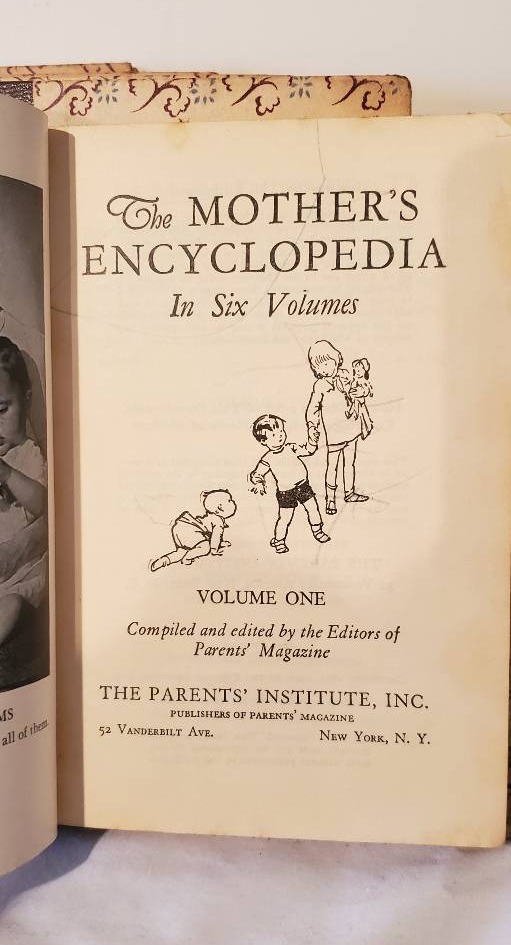 The MOTHER'S
ENCYCLOPEDIA
In Six Volumes
VOLUME ONE
Compiled and edited by the Editors of
Parents' Magazine
THE PARENTS' INSTITUTE, INC.
PUBLISHERS OF PARENTS' MAGAZINE
52 VANDERBILT AVE. NEW YORK, N. Y.
MS
all of them.